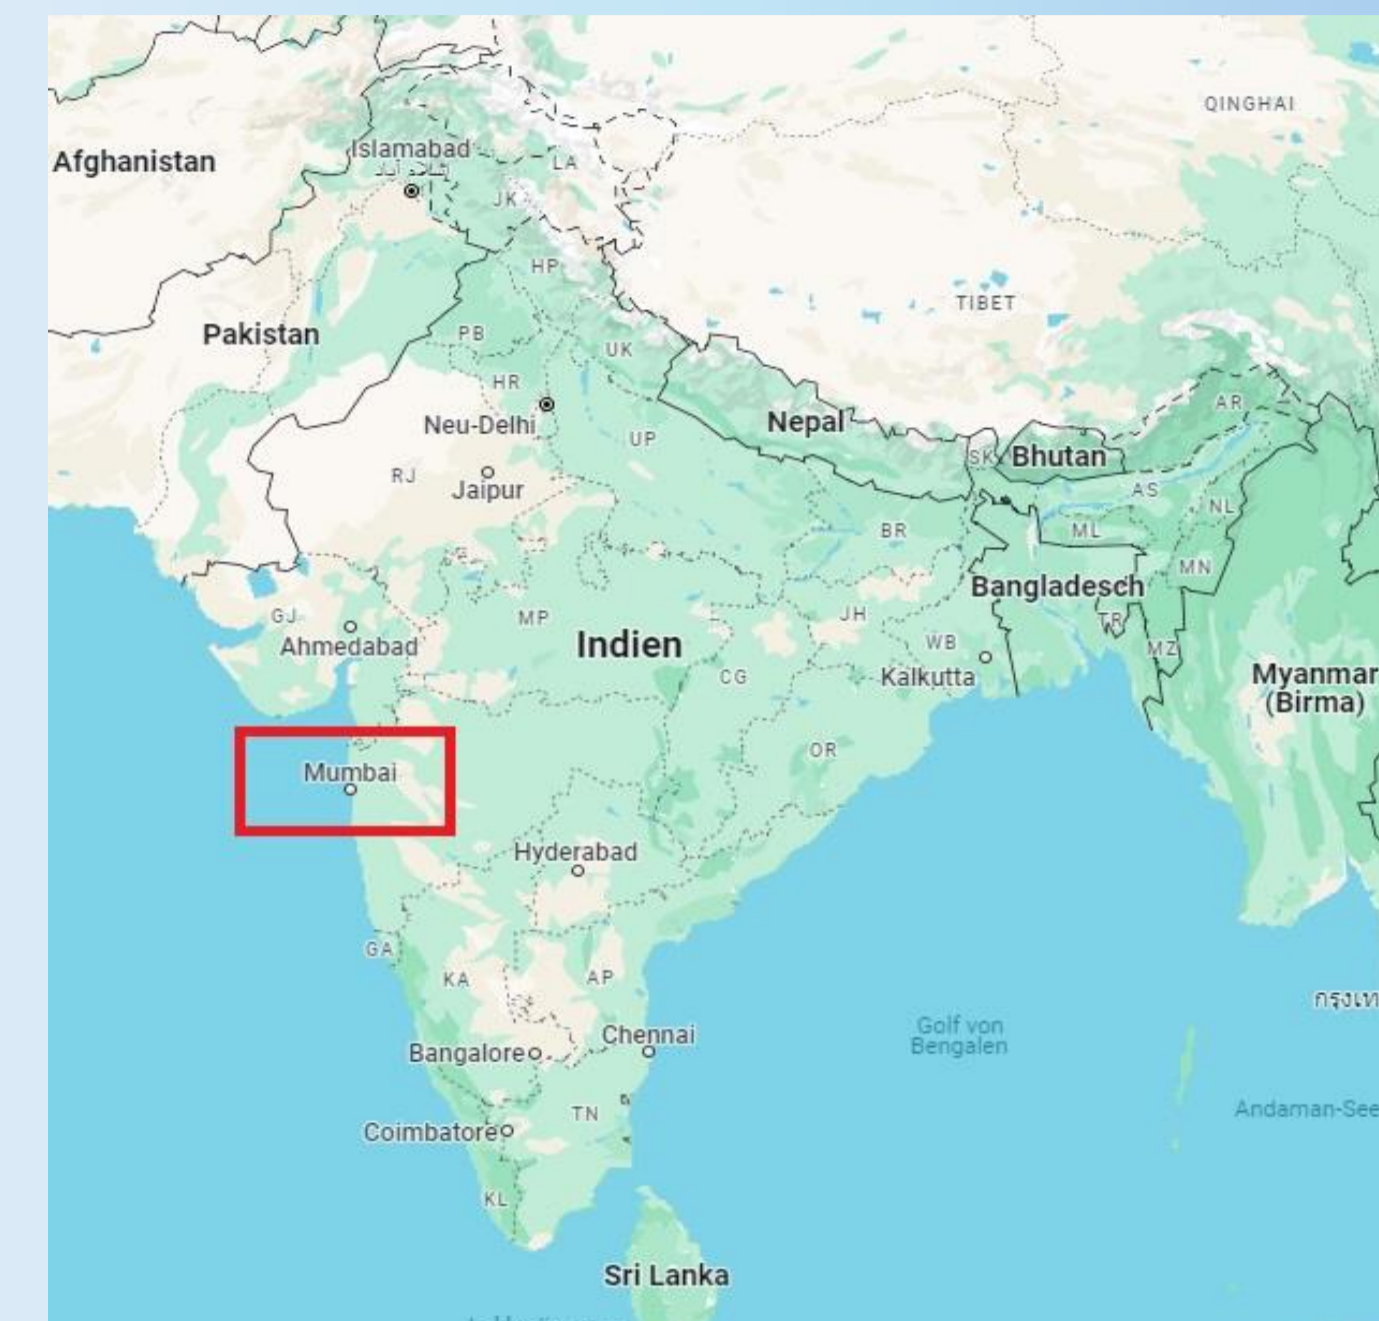 QINGHAI
Afghanistan
Islamabad
LA
JK
HP
TIBET
Pakistan
PB
UK
HR
AR
Nepal
Neu-Delhi
UP
SK
Bhutan
RJ
Jaipur
AS
NL
BR
ML
MN
Bangladesch
GJ
MP
JH
TR
Ahmedabad
Indien
WB
MZ
CG
Kalkutta
Myanmar
(Birma)
OR
Mumbai
Hyderabad
GA
KA
AP
Golf von
Bengalen
Chennai
Bangalore
TN
Andaman-See
Coimbatore
KL
Sri Lanka